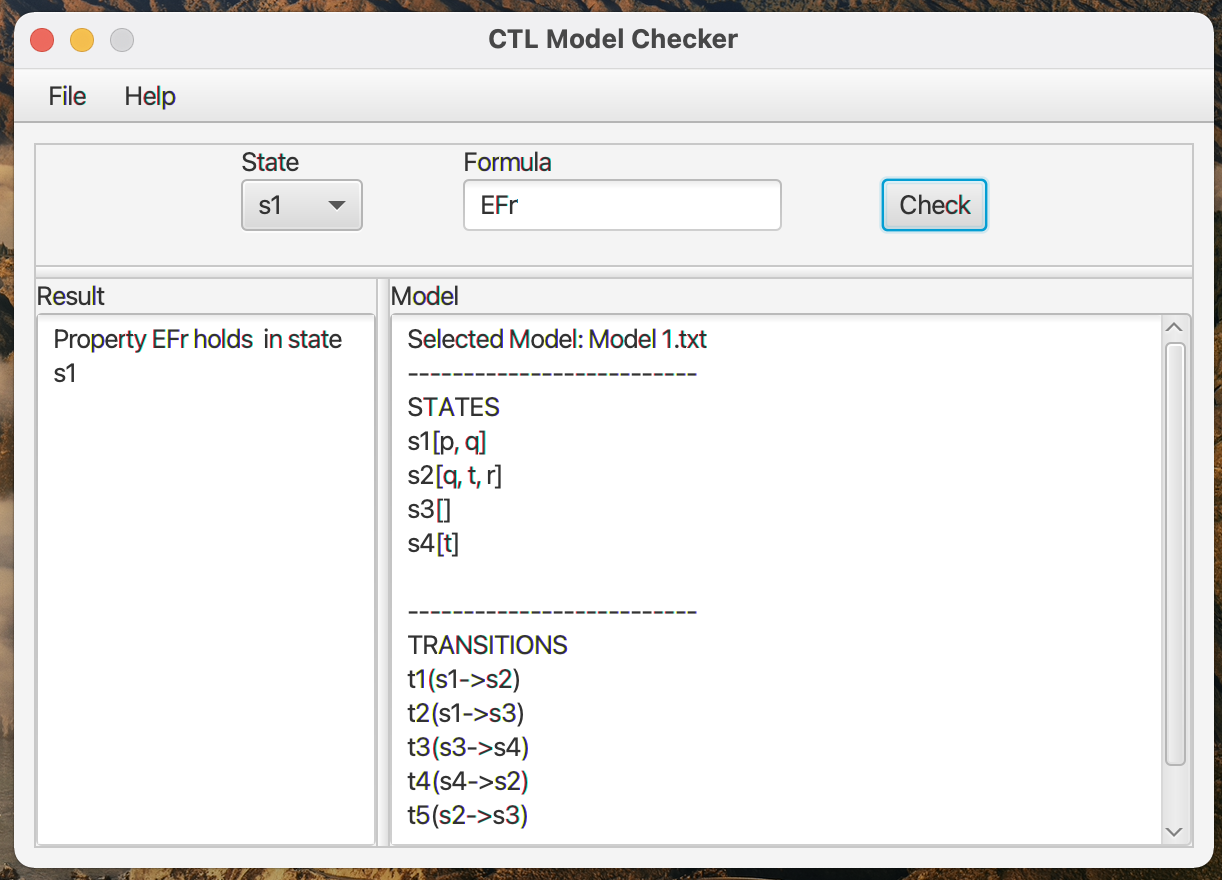 CTL Model Checker
File Help
State Formula
s1 EFr Check
Result
Property EFr holds  in state
s1
Model
Selected Model: Model 1.txt
--------------------------
STATES
s1[p, q]
s2[q, t, r]
s3[]
s4[t]
--------------------------
TRANSITIONS
t1(s1->s2)
t2(s1->s3)
t3(s3->s4)
t4(s4->s2)
t5(s2->s3)